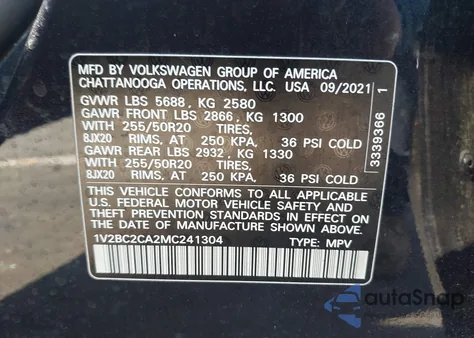 MFD BY VOLKSWAGEN GROUP OF AMERICA
CHATTANOOGA OPERATIONS, LLC. USA 09/2021
GVWR LBS 5688, KG 2580
GAWR FRONT LBS 2866, KG 1300
WITH 255/50R20 TIRES,
8JX20 RIMS, AT 250 KPA, 36 PSI COLD
GAWR REAR LBS 2932, KG 1330
WITH 255/50R20 TIRES,
8JX20 RIMS, AT 250 KPA, 36 PSI COLD
THIS VEHICLE CONFORMS TO ALL APPLICABLE
U.S. FEDERAL MOTOR VEHICLE SAFETY AND
THEFT PREVENTION STANDARDS IN EFFECT ON
THE DATE OF MANUFACTURE SHOWN ABOVE.
1V2BC2CA2MC241304 TYPE: MPV
3339386 1
autoSnap